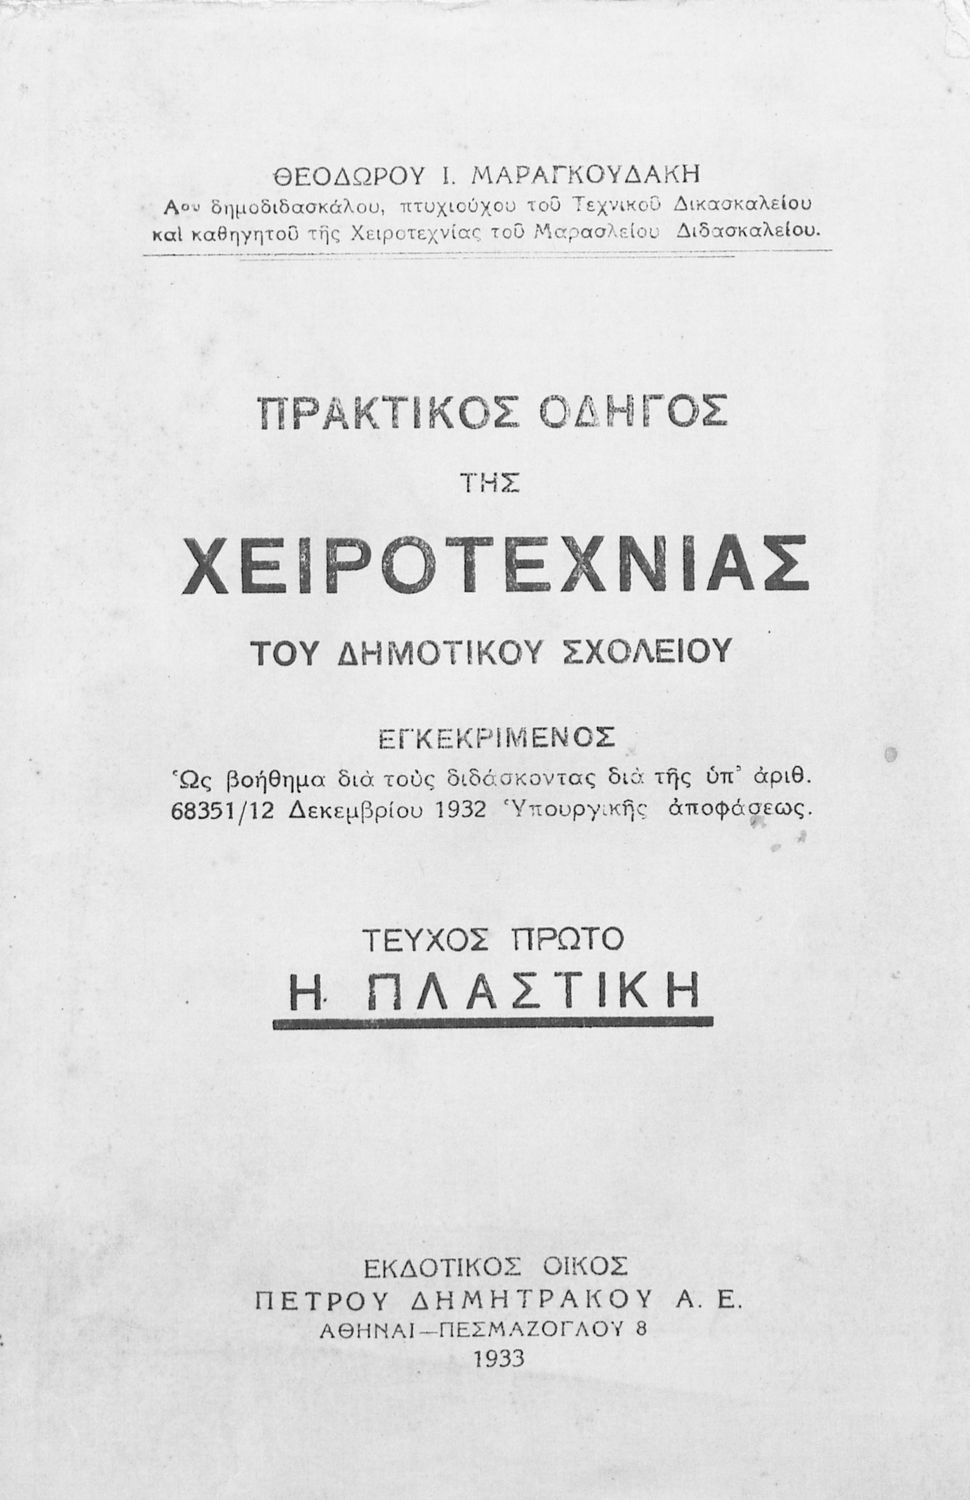 ΘΕΟΔΩΡΟΥ Ι. ΜΑΡΑΓΚΟΥΔΑΚΗ
Αου δημοδιδασκάλου, πτυχιούχου τοῦ Τεχνικοῦ Δικασκαλείου
καὶ καθηγητοῦ τῆς Χειροτεχνίας τοῦ Μαρασλείου Διδασκαλείου.
ΠΡΑΚΤΙΚΟΣ ΟΔΗΓΟΣ
ΤΗΣ
ΧΕΙΡΟΤΕΧΝΙΑΣ
ΤΟΥ ΔΗΜΟΤΙΚΟΥ ΣΧΟΛΕΙΟΥ
ΕΓΚΕΚΡΙΜΕΝΟΣ
Ὡς βοήθημα διὰ τοὺς διδάσκοντας διὰ τῆς ὑπ' ἀριθ.
68351/12 Δεκεμβρίου 1932 Ὑπουργικῆς ἀποφάσεως.
ΤΕΥΧΟΣ ΠΡΩΤΟ
Η ΠΛΑΣΤΙΚΗ
ΕΚΔΟΤΙΚΟΣ ΟΙΚΟΣ
ΠΕΤΡΟΥ ΔΗΜΗΤΡΑΚΟΥ Α. Ε.
ΑΘΗΝΑΙ—ΠΕΣΜΑΖΟΓΛΟΥ 8
1933